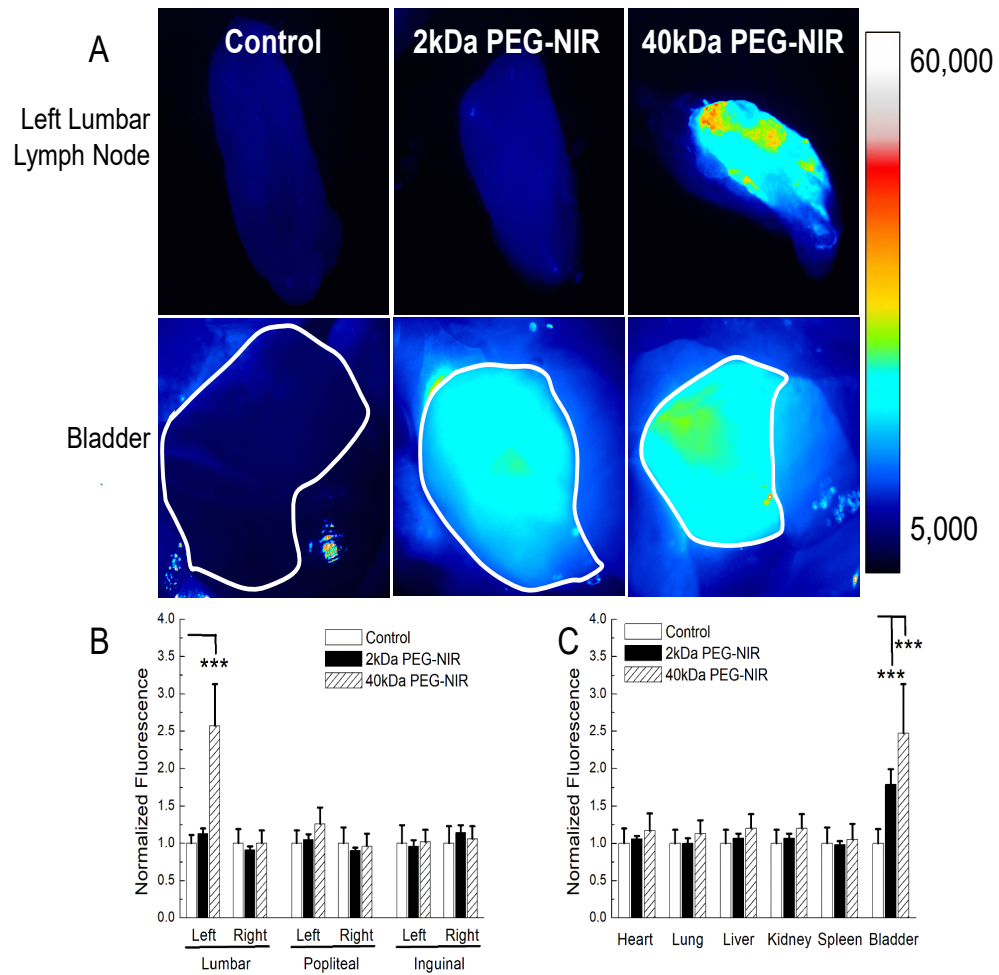 A
Control
2kDa PEG-NIR
40kDa PEG-NIR
60,000
Left Lumbar
Lymph Node
Bladder
5,000
B
Normalized Fluorescence
4.0
3.5
3.0
2.5
2.0
1.5
1.0
0.5
0.0
***
Control
2kDa PEG-NIR
40kDa PEG-NIR
Left Right Left Right Left Right
Lumbar Popliteal Inguinal
C
Normalized Fluorescence
4.0
3.5
3.0
2.5
2.0
1.5
1.0
0.5
0.0
Control
2kDa PEG-NIR
40kDa PEG-NIR
***
***
Heart Lung Liver Kidney Spleen Bladder